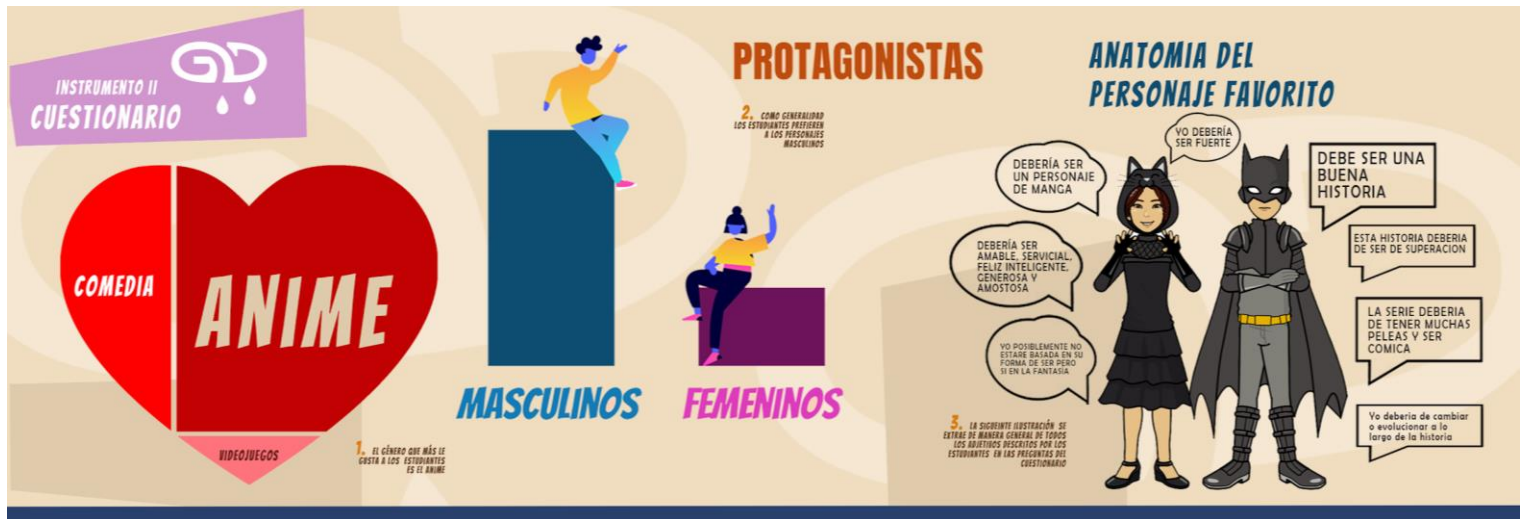 INSTRUMENTO II
CUESTIONARIO
COMEDIA
ANIME
VIDEOJUEGOS
1. EL GÉNERO QUE MÁS LE
GUSTA A LOS ESTUDIANTES
ES EL ANIME
PROTAGONISTAS
2. COMO GENERALIDAD
LOS ESTUDIANTES PREFIEREN
A LOS PERSONAJES
MASCULINOS
MASCULINOS
FEMENINOS
ANATOMIA DEL
PERSONAJE FAVORITO
YO DEBERÍA
SER FUERTE
DEBERÍA SER
UN PERSONAJE
DE MANGA
DEBERÍA SER
AMABLE, SERVICIAL,
FELIZ INTELIGENTE,
GENEROSA Y
AMOSTOSA
YO POSIBLEMENTE NO
ESTARE BASADA EN SU
FORMA DE SER PERO
SI EN LA FANTASIA
DEBE SER UNA
BUENA
HISTORIA
ESTA HISTORIA DEBERIA
DE SER DE SUPERACION
LA SERIE DEBERIA
DE TENER MUCHAS
PELEAS Y SER
COMICA
Yo deberia de cambiar
o evolucionar a lo
largo de la historia
3. LA SIGUEINTE ILUSTRACIÓN SE
EXTRAE DE MANERA GENERAL DE TODOS
LOS ADJETIVOS DESCRITOS POR LOS
ESTUDIANTES EN LAS PREGUNTAS DEL
CUESTIONARIO